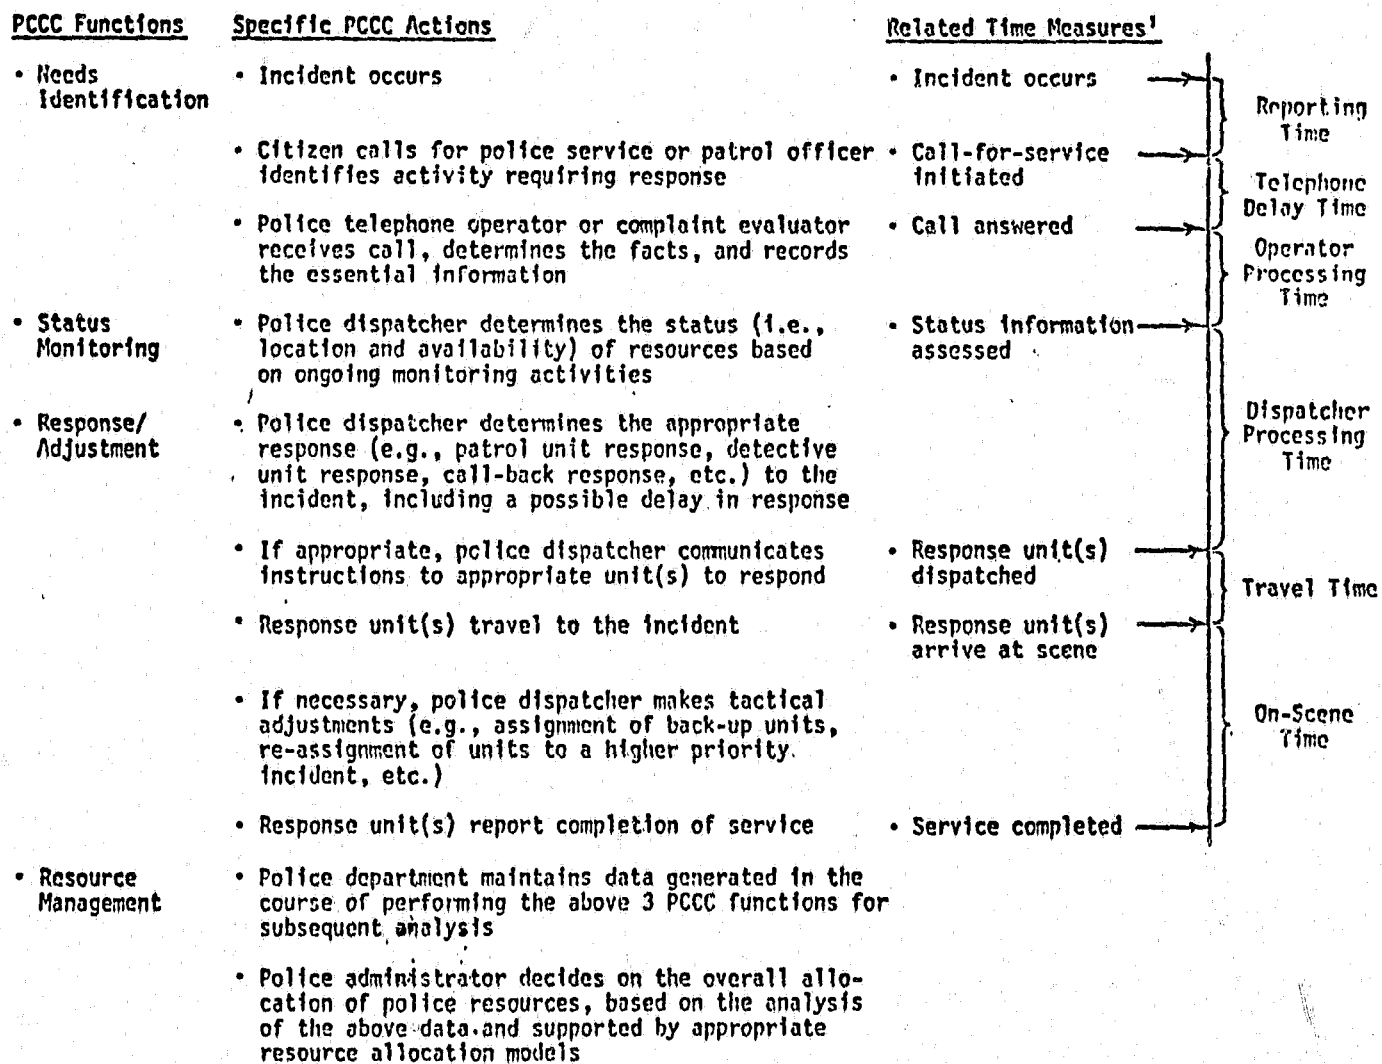 PCCC Functions Specific PCCC Actions Related Time Measures¹
• Needs Identification
• Incident occurs
• Incident occurs
Reporting
Time
• Citizen calls for police service or patrol officer
identifies activity requiring response
• Call-for-service
initiated
Telephone
Delay Time
• Police telephone operator or complaint evaluator
receives call, determines the facts, and records
the essential information
• Call answered
Operator
Processing
Time
• Status
Monitoring
• Police dispatcher determines the status (i.e.,
location and availability) of resources based
on ongoing monitoring activities
• Status information
assessed
Dispatcher
Processing
Time
• Response/
Adjustment
• Police dispatcher determines the appropriate
response (e.g., patrol unit response, detective
unit response, call-back response, etc.) to the
incident, including a possible delay in response
• If appropriate, police dispatcher communicates
instructions to appropriate unit(s) to respond
• Response unit(s)
dispatched
Travel Time
• Response unit(s) travel to the incident
• Response unit(s)
arrive at scene
• If necessary, police dispatcher makes tactical
adjustments (e.g., assignment of back-up units,
re-assignment of units to a higher priority.
incident, etc.)
On-Scene
Time
• Response unit(s) report completion of service
• Service completed
• Resource
Management
• Police department maintains data generated in the
course of performing the above 3 PCCC functions for
subsequent analysis
• Police administrator decides on the overall allo-
cation of police resources, based on the analysis
of the above data.and supported by appropriate
resource allocation models